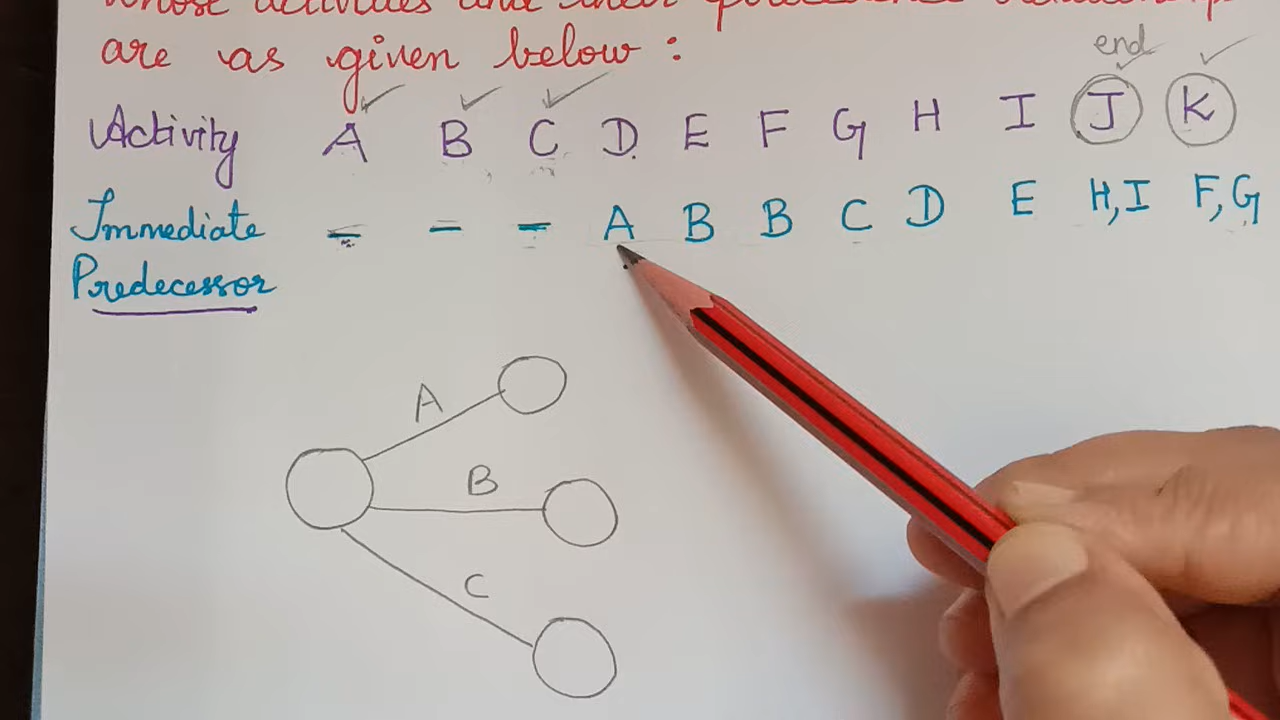 are as given below :
end
Activity A B C D E F G H I J K
Immediate - - - A B B C D E H,I F,G
Predecessor
A
B
C